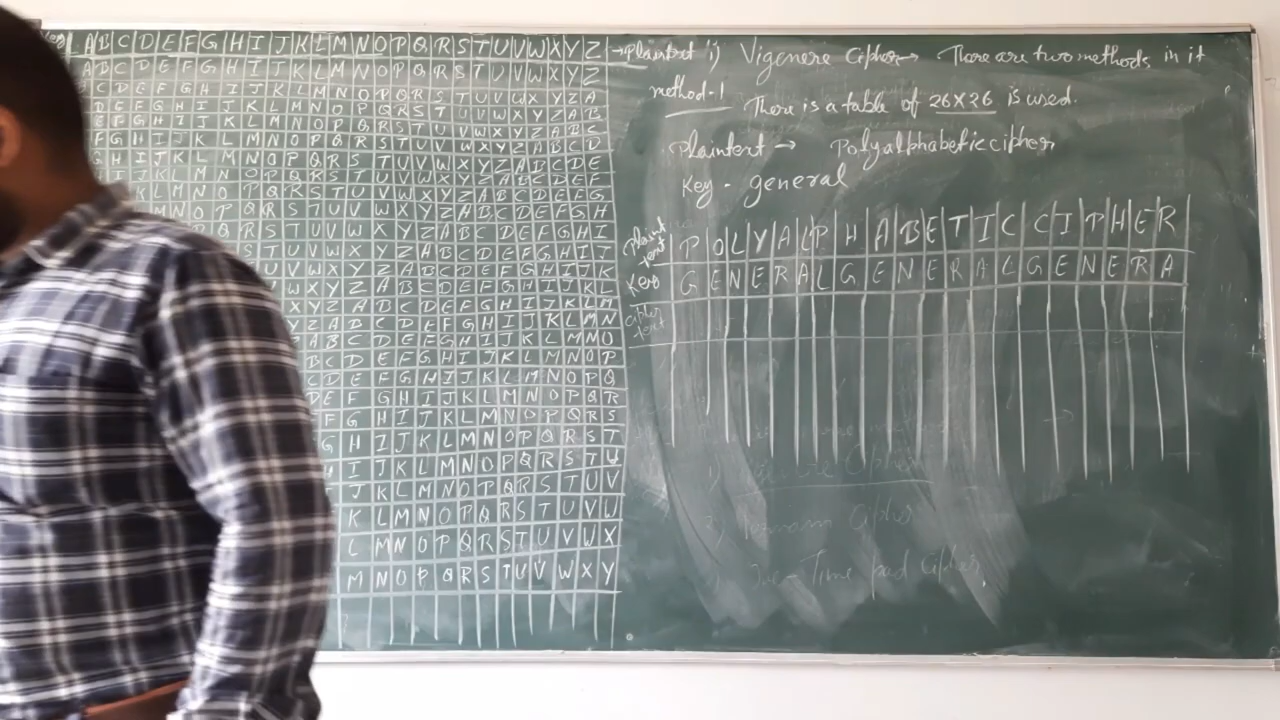 A B C D E F G H I J K L M N O P Q R S T U V W X Y Z → Plaintext
A B C D E F G H I J K L M N O P Q R S T U V W X Y Z
C D E F G H I J K L M N O P Q R S T U V W X Y Z A
D E F G H I J K L M N O P Q R S T U V W X Y Z A B
E F G H I J K L M N O P Q R S T U V W X Y Z A B C
F G H I J K L M N O P Q R S T U V W X Y Z A B C D
G H I J K L M N O P Q R S T U V W X Y Z A B C D E
H I J K L M N O P Q R S T U V W X Y Z A B C D E F
K L M N O P Q R S T U V W X Y Z A B C D E F G
M N O P Q R S T U V W X Y Z A B C D E F G H
Q R S T U V W X Y Z A B C D E F G H I
S T U V W X Y Z A B C D E F G H I J
U V W X Y Z A B C D E F G H I J K
W X Y Z A B C D E F G H I J K L
X Y Z A B C D E F G H I J K L M
Y Z A B C D E F G H I J K L M N
A B C D E F G H I J K L M N O
B C D E F G H I J K L M N O P
C D E F G H I J K L M N O P Q
D E F G H I J K L M N O P Q R
F G H I J K L M N O P Q R S
G H I J K L M N O P Q R S T
I J K L M N O P Q R S T U
J K L M N O P Q R S T U V
K L M N O P Q R S T U V W
L M N O P Q R S T U V W X
M N O P Q R S T U V W X Y
1) Vigenere Cipher → There are two methods in it
method-1
There is a table of 26X26 is used.
Plaintext → Polyalphabetic cipher
Key - general
Plain text P O L Y A L P H A B E T I C C I P H E R
Key G E N E R A L G E N E R A L G E N E R A
Cipher text